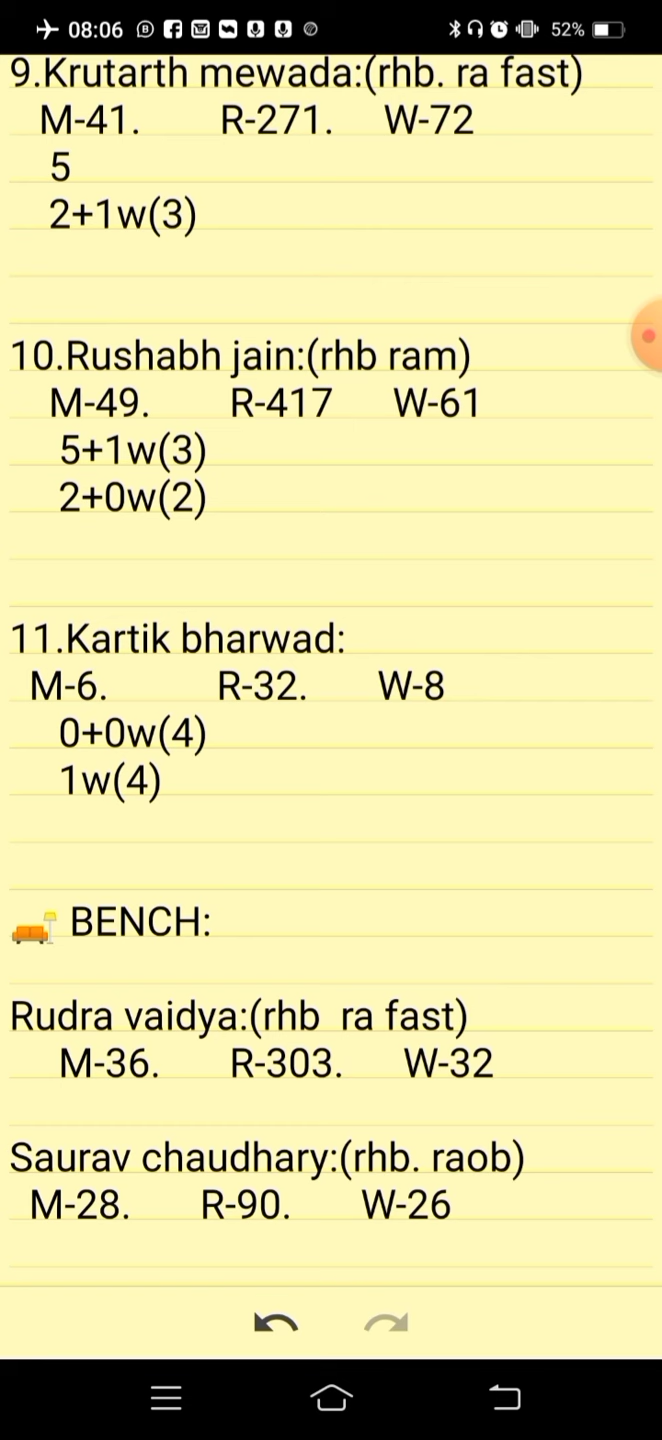 08:06
52%
9.Krutarth mewada:(rhb. ra fast)
M-41. R-271. W-72
5
2+1w(3)
10.Rushabh jain:(rhb ram)
M-49. R-417 W-61
5+1w(3)
2+0w(2)
11.Kartik bharwad:
M-6. R-32. W-8
0+0w(4)
1w(4)
🛋 BENCH:
Rudra vaidya:(rhb ra fast)
M-36. R-303. W-32
Saurav chaudhary:(rhb. raob)
M-28. R-90. W-26